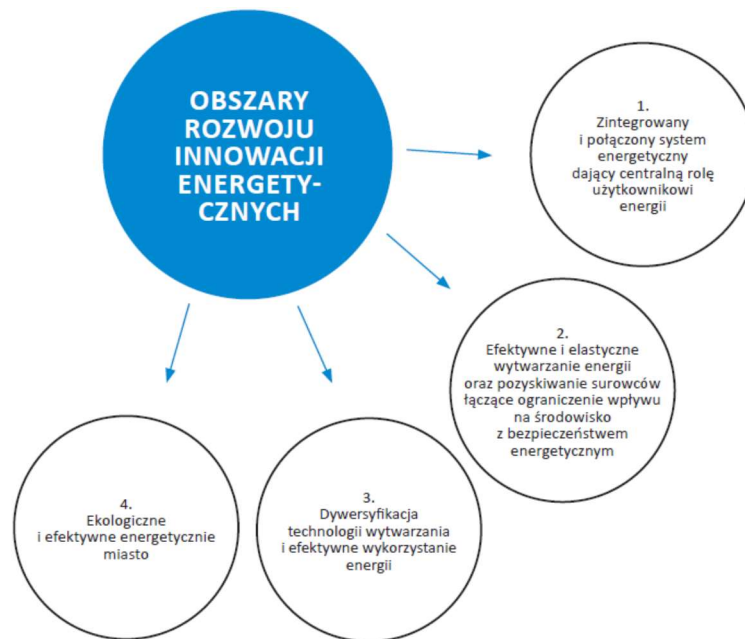 OBSZARY
ROZWOJU
INNOWACJI
ENERGETY-
CZNYCH
1.
Zintegrowany
i połączony system
energetyczny
dający centralną rolę
użytkownikowi
energii
2.
Efektywne i elastyczne
wytwarzanie energii
oraz pozyskiwanie surowców
łączące ograniczenie wpływu
na środowisko
z bezpieczeństwem
energetycznym
3.
Dywersyfikacja
technologii wytwarzania
i efektywne wykorzystanie
energii
4.
Ekologiczne
i efektywne energetycznie
miasto